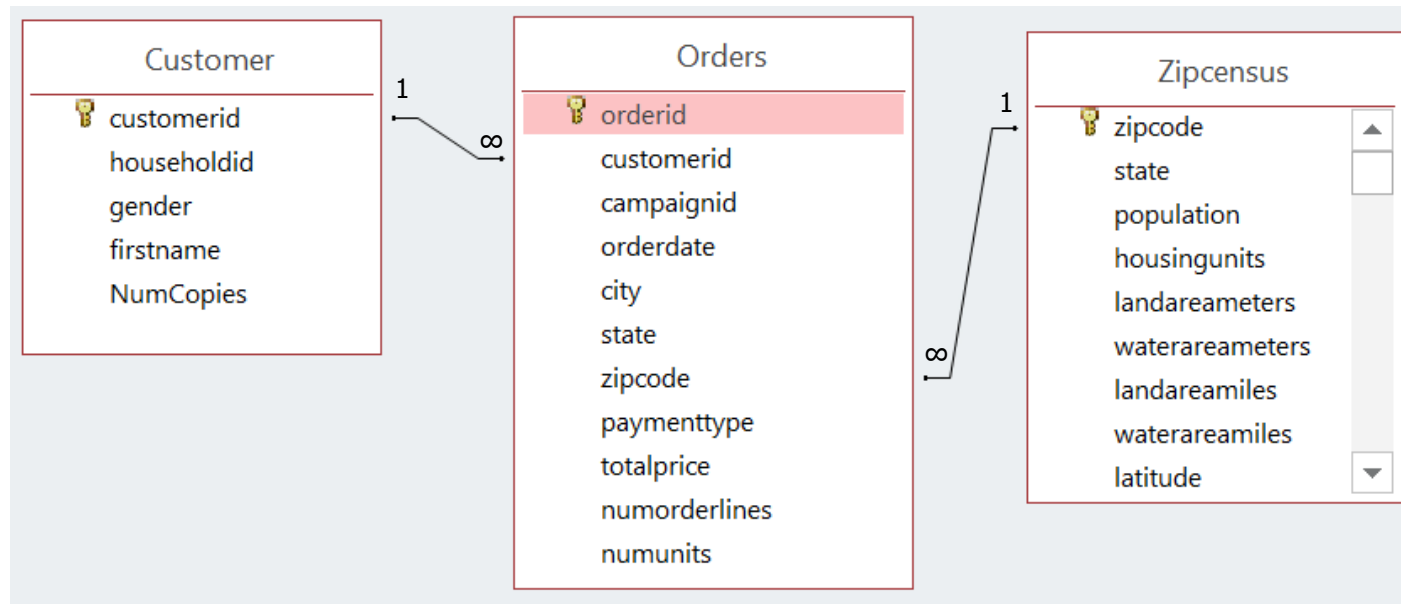 Customer
customerid
householdid
gender
firstname
NumCopies
1
∞
Orders
orderid
customerid
campaignid
orderdate
city
state
zipcode
paymenttype
totalprice
numorderlines
numunits
1
∞
Zipcensus
zipcode
state
population
housingunits
landareameters
waterareameters
landareamiles
waterareamiles
latitude